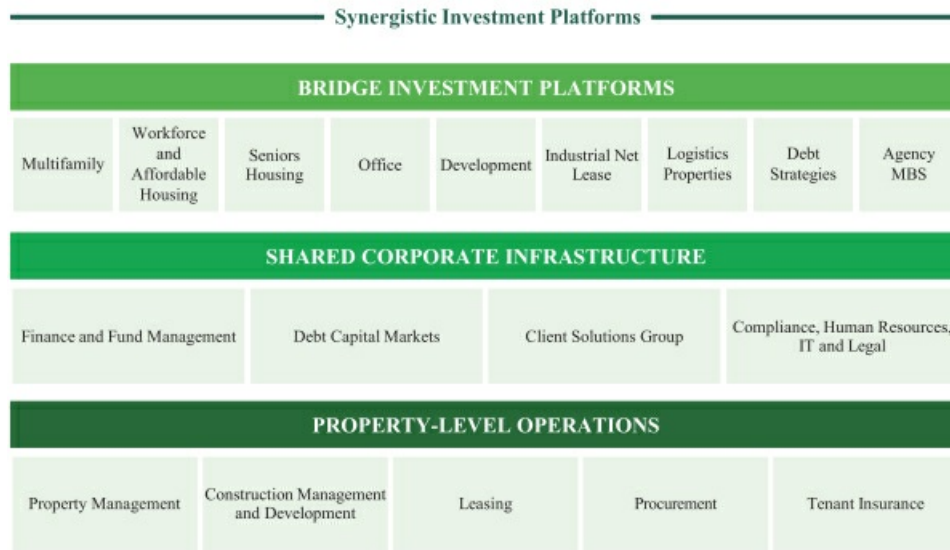 Synergistic Investment Platforms
BRIDGE INVESTMENT PLATFORMS
Multifamily
Workforce
and
Affordable
Housing
Seniors
Housing
Office
Development
Industrial Net
Lease
Logistics
Properties
Debt
Strategies
Agency
MBS
SHARED CORPORATE INFRASTRUCTURE
Finance and Fund Management
Debt Capital Markets
Client Solutions Group
Compliance, Human Resources,
IT and Legal
PROPERTY-LEVEL OPERATIONS
Property Management
Construction Management
and Development
Leasing
Procurement
Tenant Insurance